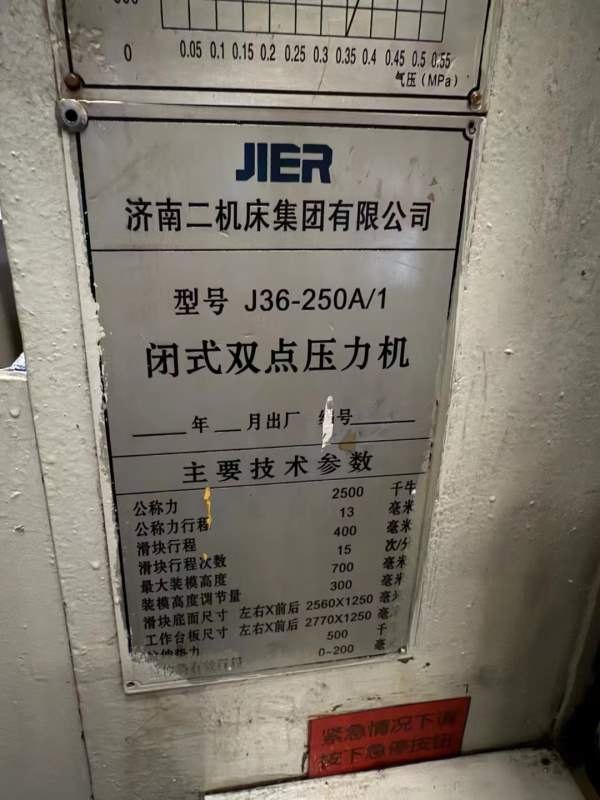 0 0.05 0.1 0.15 0.2 0.25 0.3 0.35 0.4 0.45 0.5 0.55
气压(MPa)
JIER
济南二机床集团有限公司
型号 J36-250A/1
闭式双点压力机
年 月出厂 编号
主要技术参数
公称力 2500 千牛
公称力行程 13 毫米
滑块行程 400 毫米
滑块行程次数 15 次/分
最大装模高度 700 毫米
装模高度调节量 300 毫米
滑块底面尺寸 左右X前后 2560X1250 毫米
工作台板尺寸 左右X前后 2770X1250 毫
垫力 500 千
0~200 毫
紧急情况下请
按下急停按钮